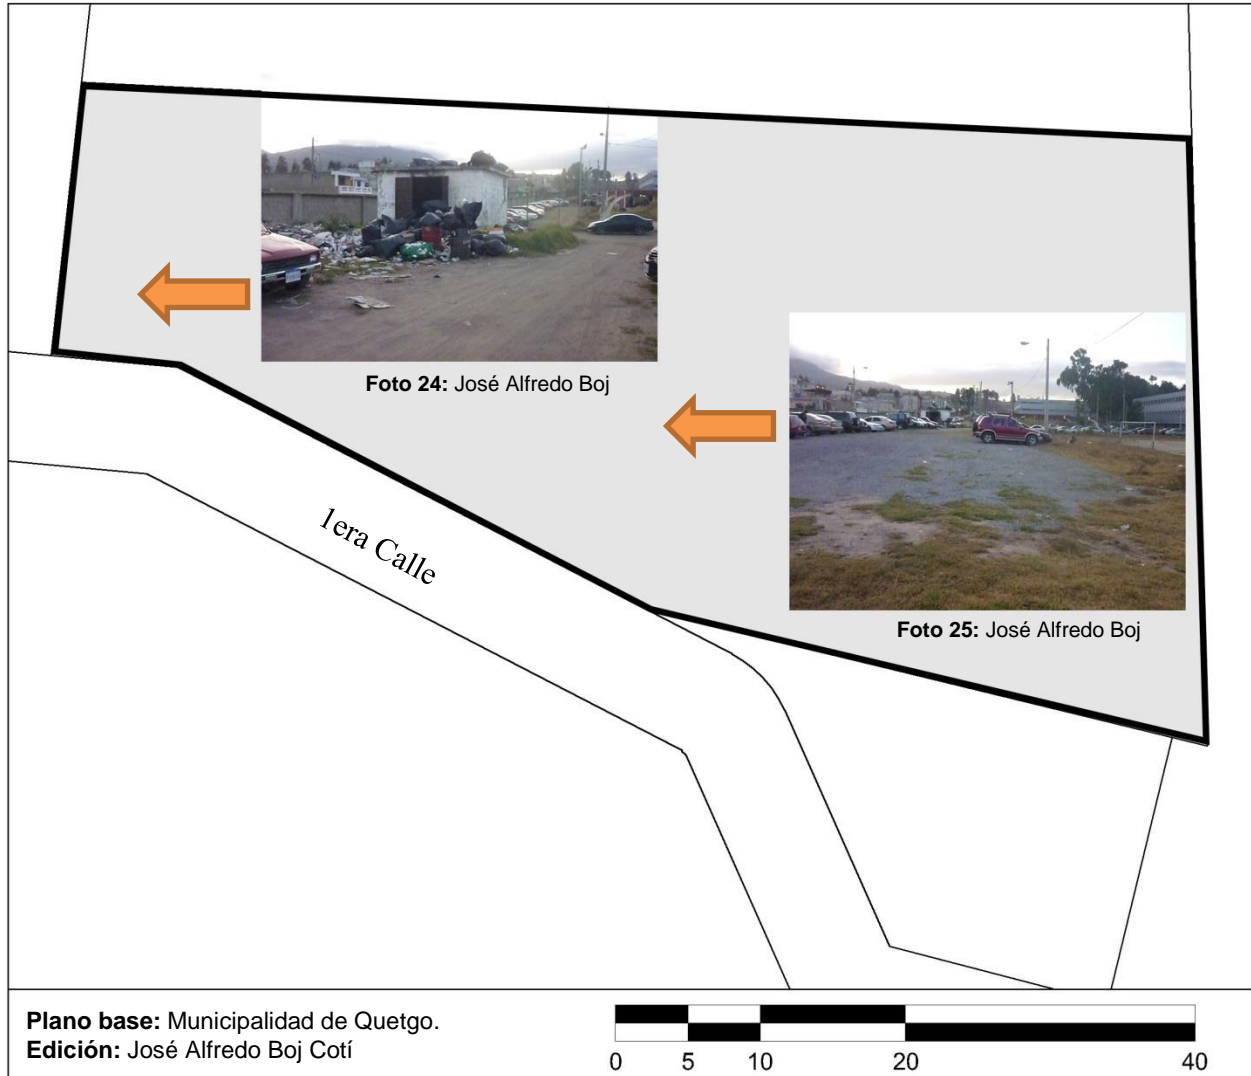 Foto 24: José Alfredo Boj
1era Calle
Foto 25: José Alfredo Boj
Plano base: Municipalidad de Quetgo.
Edición: José Alfredo Boj Cotí
0 5 10 20 40